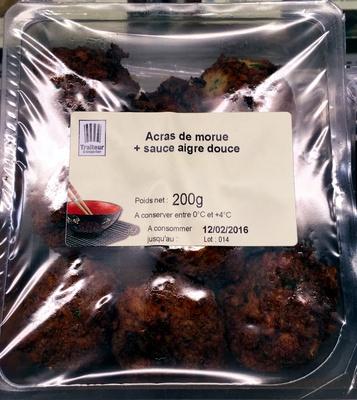 Traiteur
Acras de morue
+ sauce aigre douce
Poids net : 200g
A conserver entre 0°C et +4°C
A consommer 12/02/2016
jusqu'au : Lot : 014